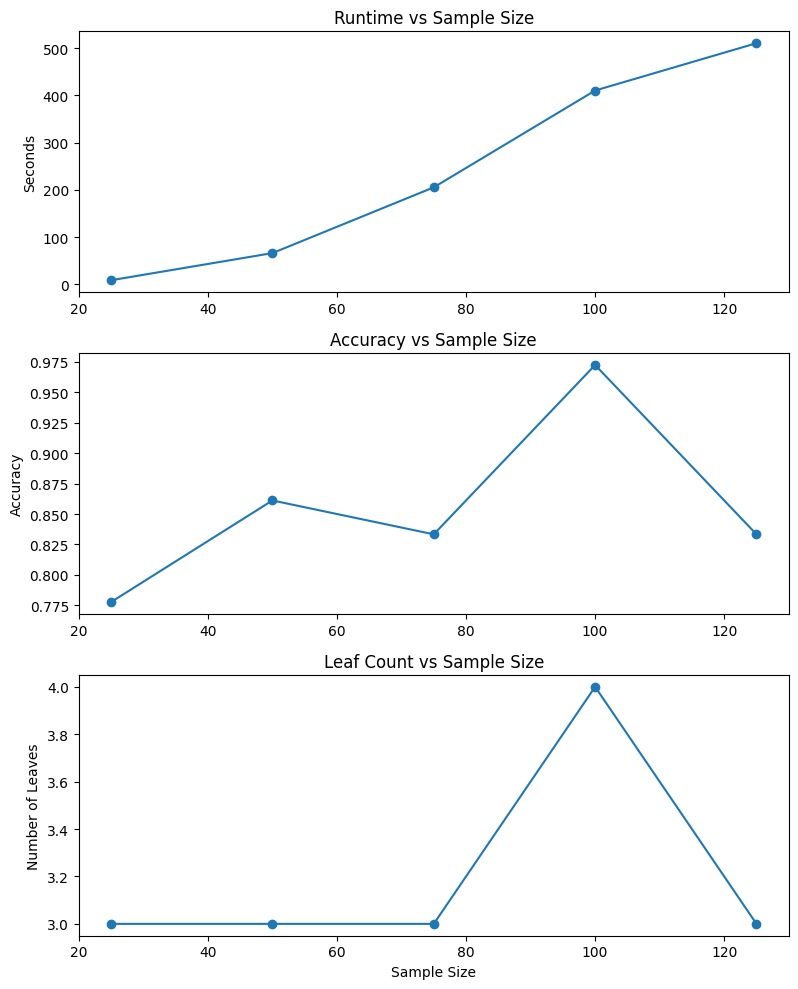 Runtime vs Sample Size
500
400
300
200
100
0
Seconds
20 40 60 80 100 120
Accuracy vs Sample Size
0.975
0.950
0.925
0.900
0.875
0.850
0.825
0.800
0.775
Accuracy
20 40 60 80 100 120
Leaf Count vs Sample Size
4.0
3.8
3.6
3.4
3.2
3.0
Number of Leaves
20 40 60 80 100 120
Sample Size